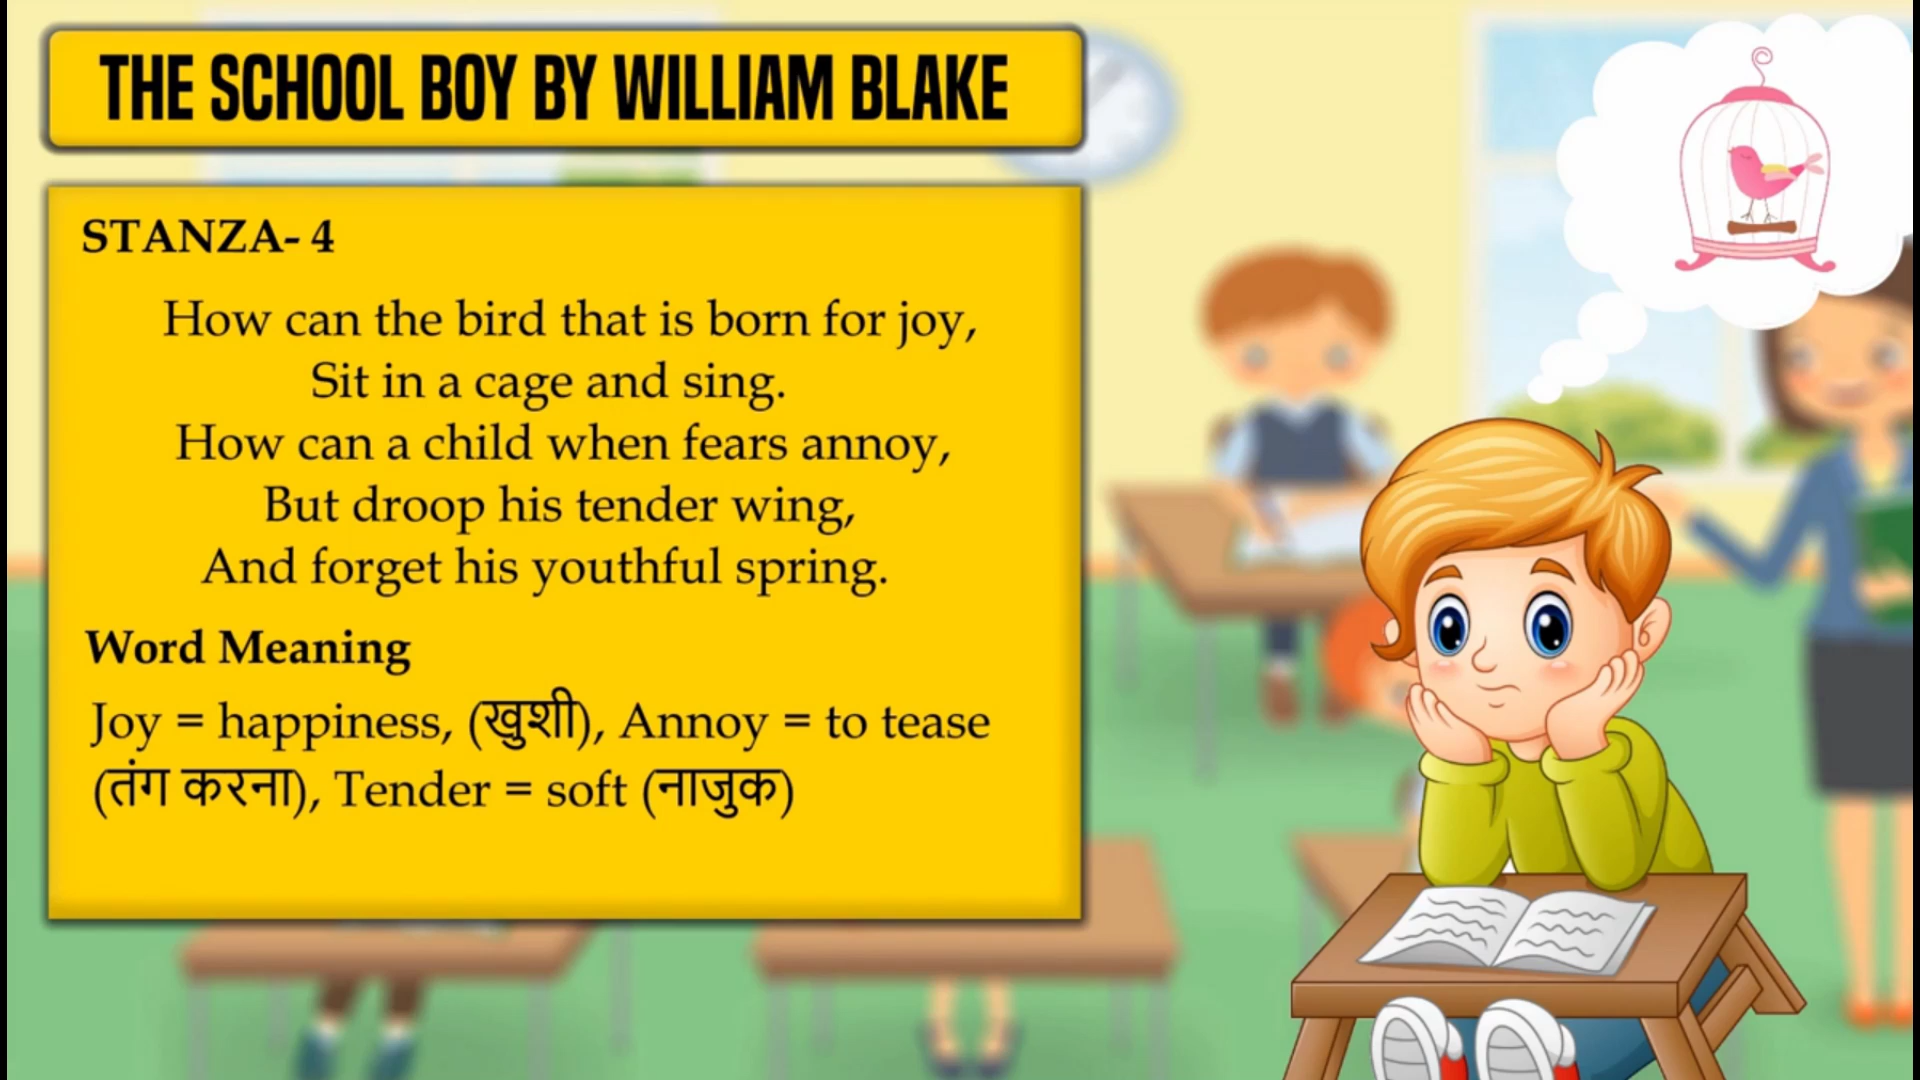 THE SCHOOL BOY BY WILLIAM BLAKE
STANZA- 4
How can the bird that is born for joy,
Sit in a cage and sing.
How can a child when fears annoy,
But droop his tender wing,
And forget his youthful spring.
Word Meaning
Joy = happiness, (खुशी), Annoy = to tease
(तंग करना), Tender = soft (नाजुक)